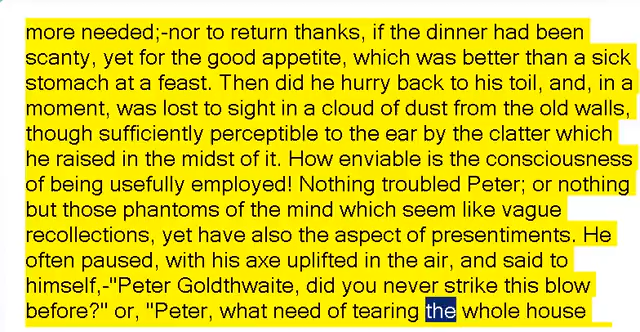 more needed;-nor to return thanks, if the dinner had been
scanty, yet for the good appetite, which was better than a sick
stomach at a feast. Then did he hurry back to his toil, and, in a
moment, was lost to sight in a cloud of dust from the old walls,
though sufficiently perceptible to the ear by the clatter which
he raised in the midst of it. How enviable is the consciousness
of being usefully employed! Nothing troubled Peter; or nothing
but those phantoms of the mind which seem like vague
recollections, yet have also the aspect of presentiments. He
often paused, with his axe uplifted in the air, and said to
himself,-"Peter Goldthwaite, did you never strike this blow
before?" or, "Peter, what need of tearing the whole house